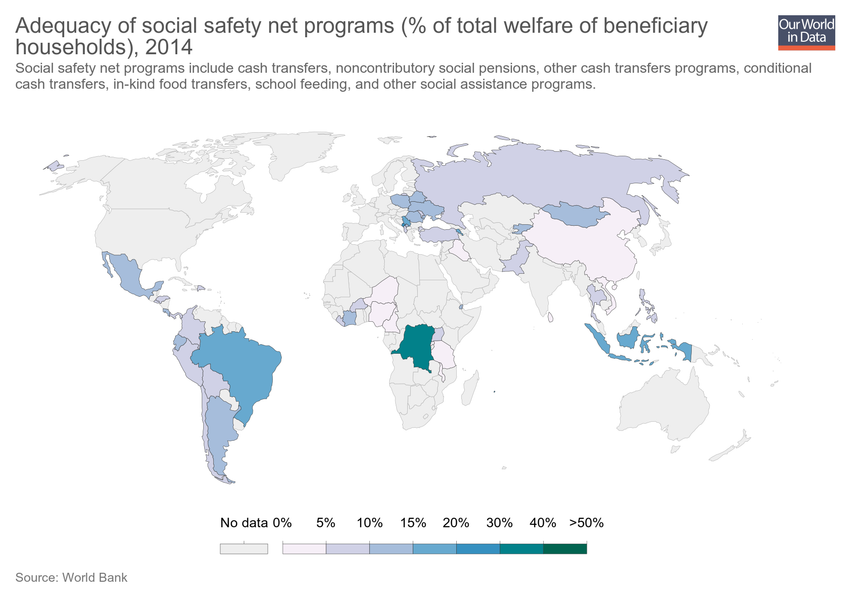 Adequacy of social safety net programs (% of total welfare of beneficiary
households), 2014
Our World
in Data
Social safety net programs include cash transfers, noncontributory social pensions, other cash transfers programs, conditional
cash transfers, in-kind food transfers, school feeding, and other social assistance programs.
No data 0% 5% 10% 15% 20% 30% 40% >50%
Source: World Bank